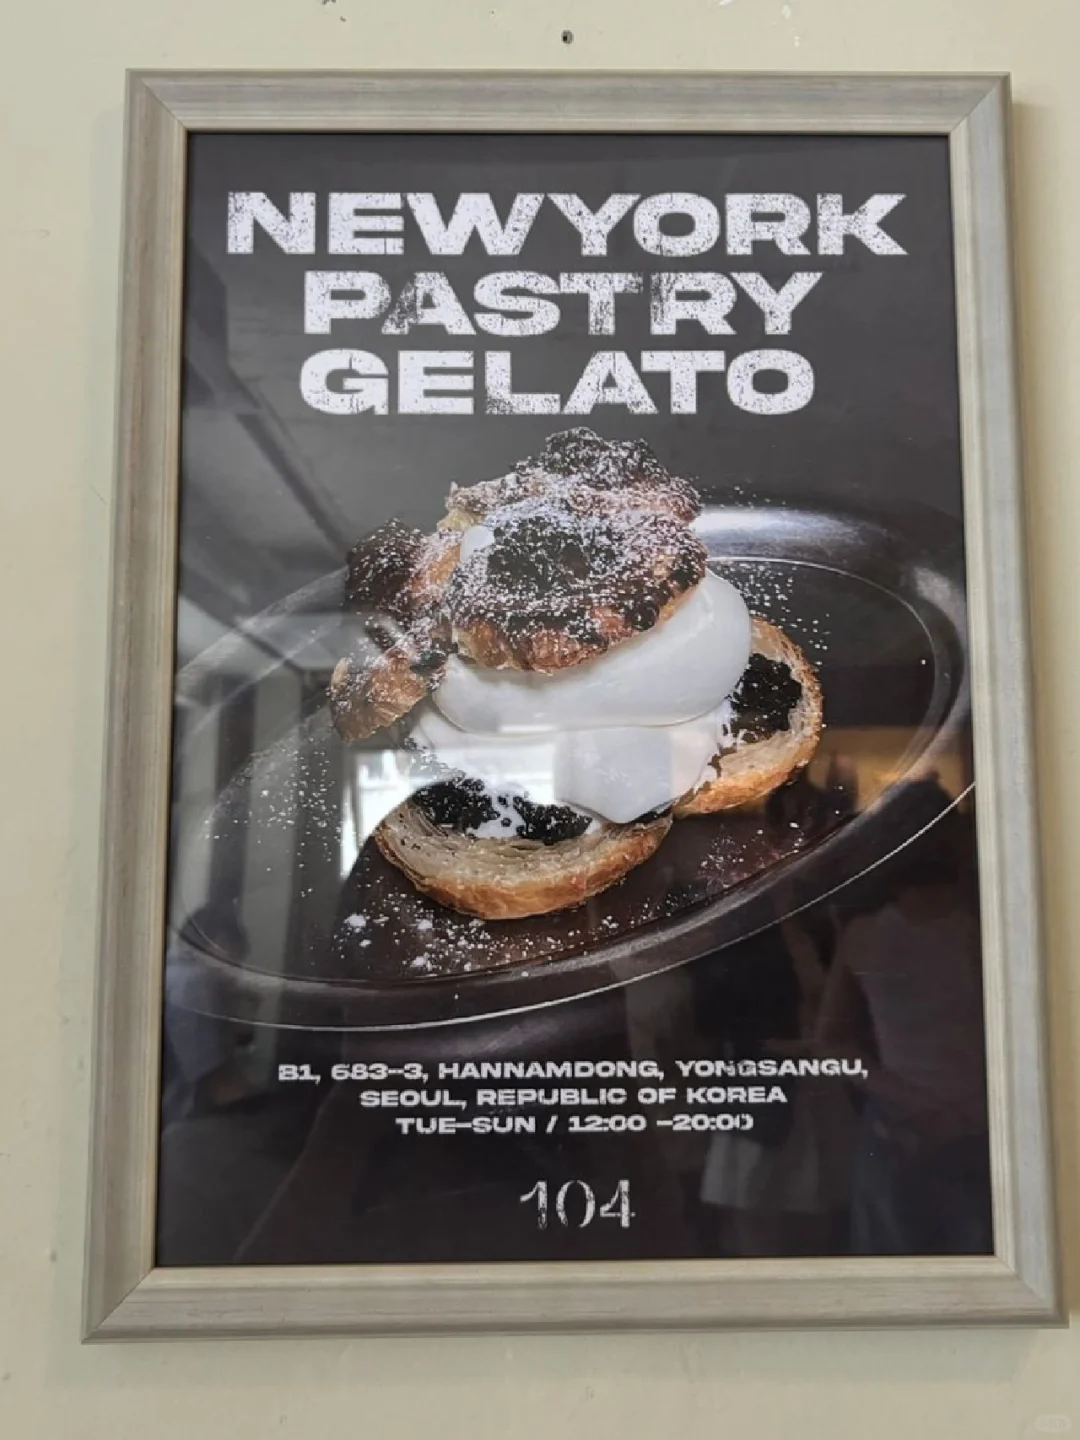 NEWYORK
PASTRY
GELATO
B1, 683-3, HANNAMDONG, YONGSANGU,
SEOUL, REPUBLIC OF KOREA
TUE-SUN / 12:00 -20:00
104